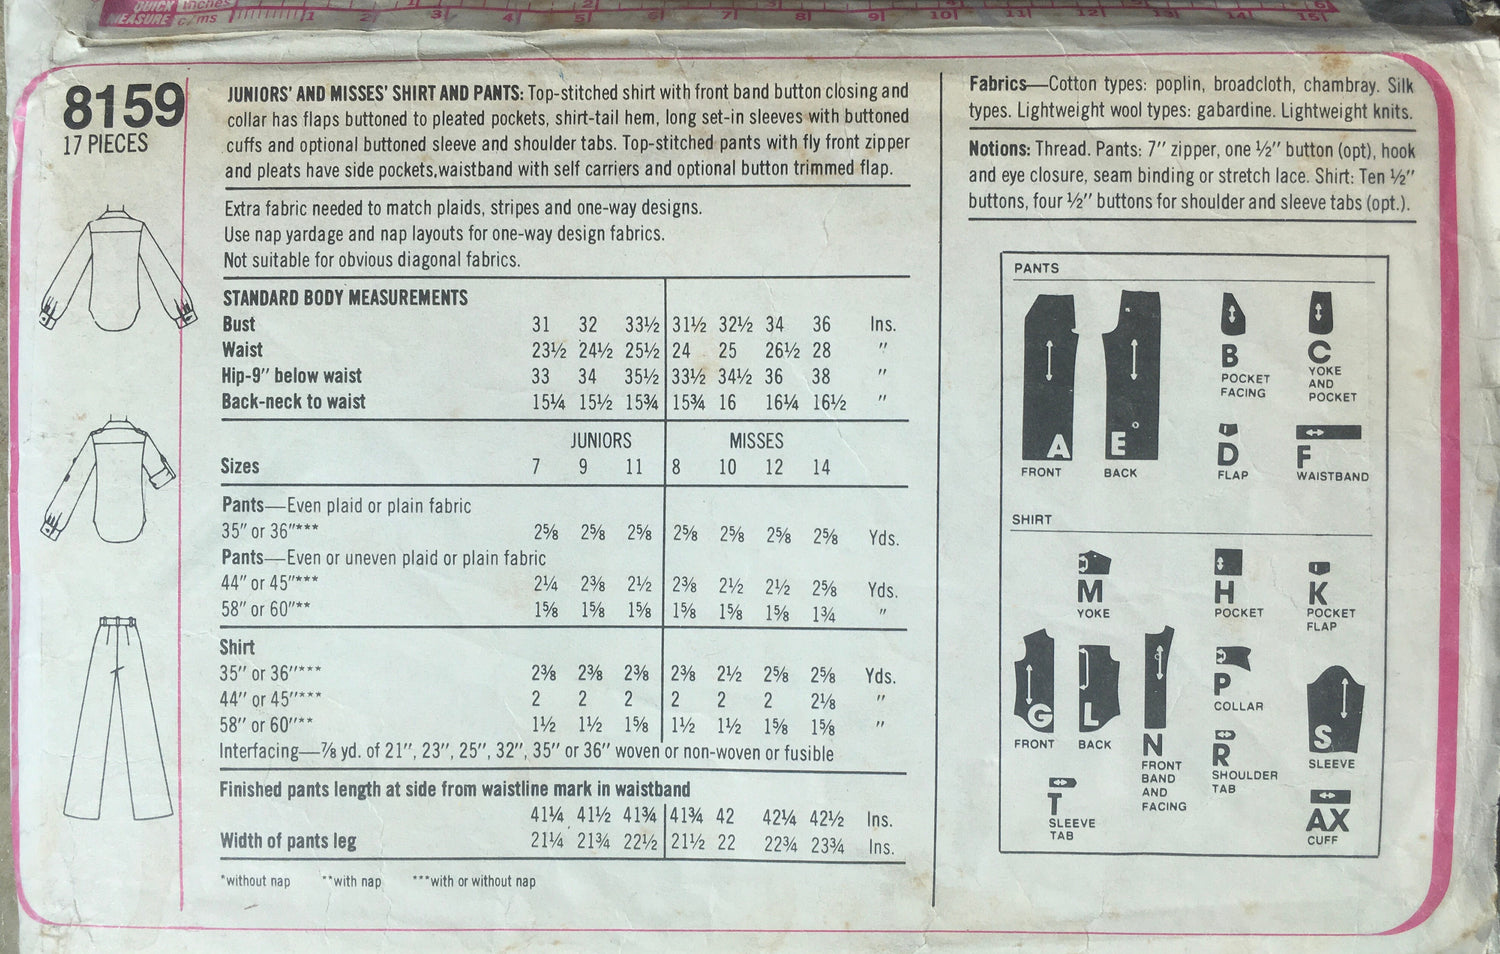 QUICK inches
MEASURE c/ms
1 2 3 4 5 6 7 8 9 10 11 12 13 14 15
8159
17 PIECES
JUNIORS' AND MISSES' SHIRT AND PANTS: Top-stitched shirt with front band button closing and
collar has flaps buttoned to pleated pockets, shirt-tail hem, long set-in sleeves with buttoned
cuffs and optional buttoned sleeve and shoulder tabs. Top-stitched pants with fly front zipper
and pleats have side pockets,waistband with self carriers and optional button trimmed flap.
Extra fabric needed to match plaids, stripes and one-way designs.
Use nap yardage and nap layouts for one-way design fabrics.
Not suitable for obvious diagonal fabrics.
STANDARD BODY MEASUREMENTS
Bust 31 32 33½ 31½ 32½ 34 36 Ins.
Waist 23½ 24½ 25½ 24 25 26½ 28 "
Hip-9" below waist 33 34 35½ 33½ 34½ 36 38 "
Back-neck to waist 15¼ 15½ 15¾ 15¾ 16 16¼ 16½ "
JUNIORS MISSES
Sizes 7 9 11 8 10 12 14
Pants—Even plaid or plain fabric
35" or 36"*** 2⅝ 2⅝ 2⅝ 2⅝ 2⅝ 2⅝ 2⅝ Yds.
Pants—Even or uneven plaid or plain fabric
44" or 45"*** 2¼ 2⅜ 2½ 2⅜ 2½ 2½ 2⅝ Yds.
58" or 60"** 1⅝ 1⅝ 1⅝ 1⅝ 1⅝ 1⅝ 1¾ "
Shirt
35" or 36"*** 2⅜ 2⅜ 2⅜ 2⅜ 2½ 2⅝ 2⅝ Yds.
44" or 45"*** 2 2 2 2 2 2 2⅛ "
58" or 60"** 1½ 1½ 1⅝ 1½ 1½ 1⅝ 1⅝ "
Interfacing—⅞ yd. of 21", 23", 25", 32", 35" or 36" woven or non-woven or fusible
Finished pants length at side from waistline mark in waistband
41¼ 41½ 41¾ 41¾ 42 42¼ 42½ Ins.
Width of pants leg 21¼ 21¾ 22½ 21½ 22 22¾ 23¾ Ins.
*without nap **with nap ***with or without nap
Fabrics—Cotton types: poplin, broadcloth, chambray. Silk
types. Lightweight wool types: gabardine. Lightweight knits.
Notions: Thread. Pants: 7" zipper, one ½" button (opt), hook
and eye closure, seam binding or stretch lace. Shirt: Ten ½"
buttons, four ½" buttons for shoulder and sleeve tabs (opt.).
PANTS
A
FRONT
E
BACK
B
POCKET
FACING
C
YOKE
AND
POCKET
D
FLAP
F
WAISTBAND
SHIRT
M
YOKE
H
POCKET
K
POCKET
FLAP
G
FRONT
L
BACK
N
FRONT
BAND
AND
FACING
P
COLLAR
R
SHOULDER
TAB
S
SLEEVE
T
SLEEVE
TAB
AX
CUFF